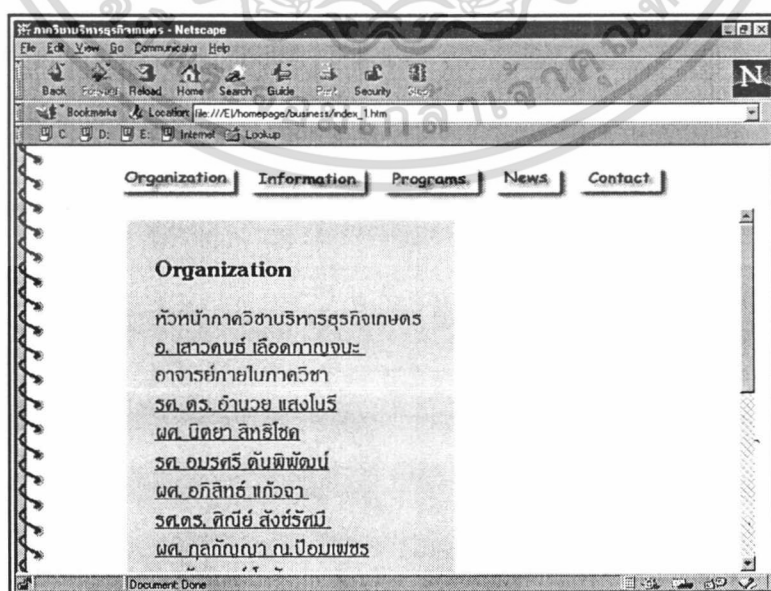 ภาควิชาบริหารธุรกิจเกษตร - Netscape
File Edit View Go Communicator Help
Back Forward Reload Home Search Guide Print Security Stop
N
Bookmarks Location: file:///E|/homepage/business/index_1.htm
C D: E: Internet Lookup
Organization Information Programs News Contact
Organization
หัวหน้าภาควิชาบริหารธุรกิจเกษตร
อ. เสาวคนธ์ เลือดกาญจนะ
อาจารย์ภายในภาควิชา
รศ. ดร. อำนวย แสงโนรี
ผศ. นิตยา สิทธิโชค
รศ. อมรศรี ตันพิพัฒน์
ผศ. อภิสิทธ์ แก้วฉา
รศ.ดร. ศิณีย์ สังข์รัศมี
ผศ. กุลกัญญา ณ.ป้อมเพชร
Document: Done